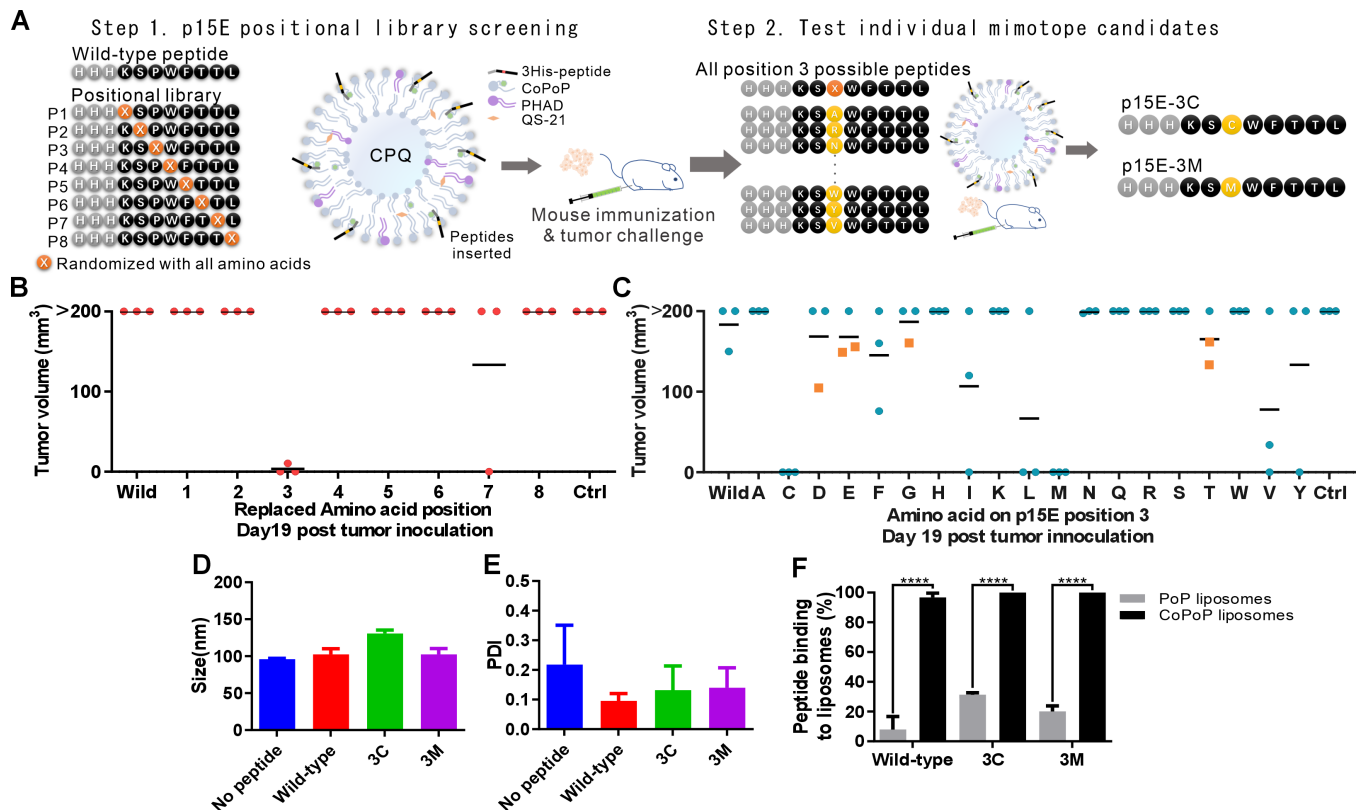 A
Step 1. p15E positional library screening
Wild-type peptide
H H H K S P W F T T L
Positional library
P1 H H H X S P W F T T L
P2 H H H K X P W F T T L
P3 H H H K S X W F T T L
P4 H H H K S P X F T T L
P5 H H H K S P W X T T L
P6 H H H K S P W F X T L
P7 H H H K S P W F T X L
P8 H H H K S P W F T T X
X Randomized with all amino acids
CPQ
3His-peptide
CoPoP
PHAD
QS-21
Peptides
inserted
Mouse immunization
& tumor challenge
Step 2. Test individual mimotope candidates
All position 3 possible peptides
H H H K S X W F T T L
H H H K S A W F T T L
H H H K S R W F T T L
H H H K S N W F T T L
H H H K S W W F T T L
H H H K S Y W F T T L
H H H K S V W F T T L
p15E-3C
H H H K S C W F T T L
p15E-3M
H H H K S M W F T T L
B
Tumor volume (mm3)
>200
100
0
Wild 1 2 3 4 5 6 7 8 Ctrl
Replaced Amino acid position
Day19 post tumor inoculation
C
Tumor volume (mm3)
>200
100
0
Wild A C D E F G H I K L M N Q R S T W V Y Ctrl
Amino acid on p15E position 3
Day 19 post tumor innoculation
D
Size(nm)
200
150
100
50
0
No peptide Wild-type 3C 3M
E
PDI
0.5
0.4
0.3
0.2
0.1
0.0
No peptide Wild-type 3C 3M
F
Peptide binding
to liposomes (%)
100
80
60
40
20
0
**** **** ****
Wild-type 3C 3M
PoP liposomes
CoPoP liposomes